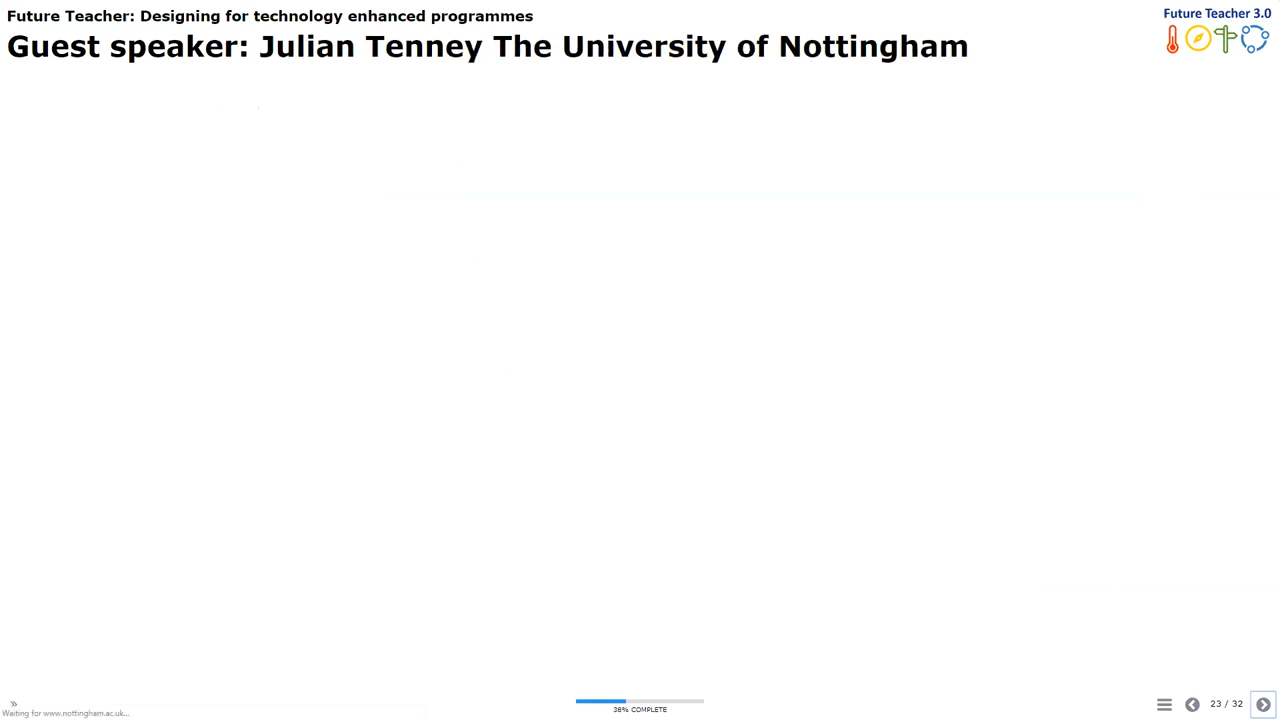 Future Teacher: Designing for technology enhanced programmes
Future Teacher 3.0
Guest speaker: Julian Tenney The University of Nottingham
»
Waiting for www.nottingham.ac.uk...
38% COMPLETE
23 / 32